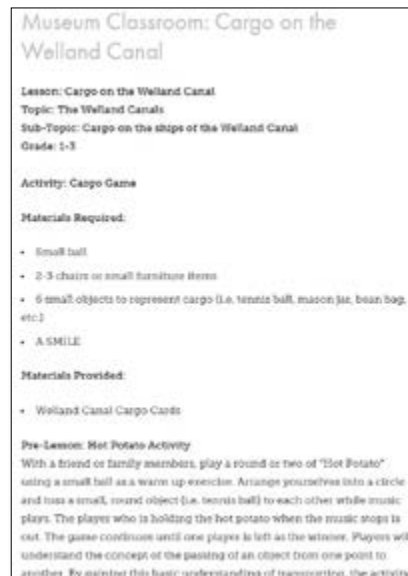 Museum Classroom: Cargo on the
Welland Canal
Lesson: Cargo on the Welland Canal
Topic: The Welland Canals
Sub-Topic: Cargo on the ships of the Welland Canal
Grade: 1-3
Activity: Cargo Game
Materials Required:
• Small ball
• 2-3 chairs or small furniture items
• 6 small objects to represent cargo (i.e. tennis ball, mason jar, bean bag,
etc.)
• A SMILE
Materials Provided:
• Welland Canal Cargo Cards
Pre-Lesson: Hot Potato Activity
With a friend or family members, play a round or two of "Hot Potato"
using a small ball as a warm up exercise. Arrange yourselves into a circle
and toss a small, round object (i.e. tennis ball) to each other while music
plays. The player who is holding the hot potato when the music stops is
out. The game continues until one player is left as the winner. Players will
understand the concept of the passing of an object from one point to
another. By gaining this basic understanding of transporting, the activity